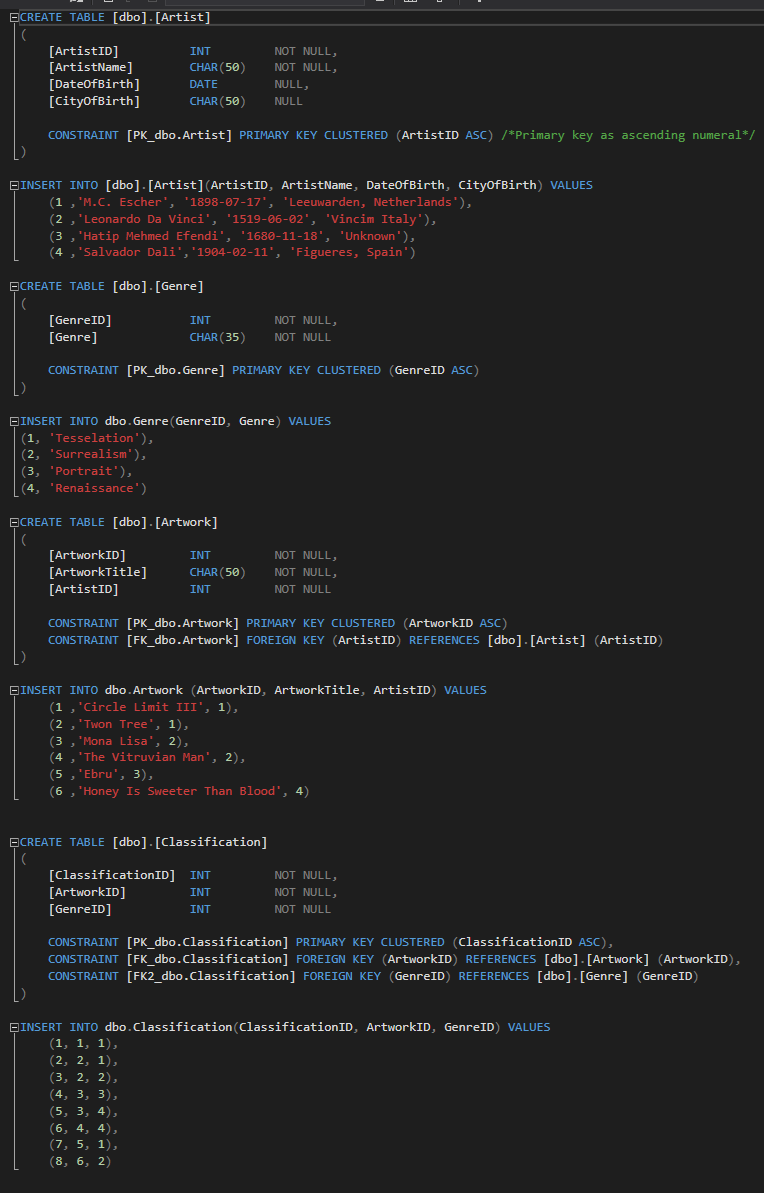 CREATE TABLE [dbo].[Artist]
(
[ArtistID] INT NOT NULL,
[ArtistName] CHAR(50) NOT NULL,
[DateOfBirth] DATE NULL,
[CityOfBirth] CHAR(50) NULL
CONSTRAINT [PK_dbo.Artist] PRIMARY KEY CLUSTERED (ArtistID ASC) /*Primary key as ascending numeral*/
)
INSERT INTO [dbo].[Artist](ArtistID, ArtistName, DateOfBirth, CityOfBirth) VALUES
(1 ,'M.C. Escher', '1898-07-17', 'Leeuwarden, Netherlands'),
(2 ,'Leonardo Da Vinci', '1519-06-02', 'Vincim Italy'),
(3 ,'Hatip Mehmed Efendi', '1680-11-18', 'Unknown'),
(4 ,'Salvador Dali','1904-02-11', 'Figueres, Spain')
CREATE TABLE [dbo].[Genre]
(
[GenreID] INT NOT NULL,
[Genre] CHAR(35) NOT NULL
CONSTRAINT [PK_dbo.Genre] PRIMARY KEY CLUSTERED (GenreID ASC)
)
INSERT INTO dbo.Genre(GenreID, Genre) VALUES
(1, 'Tesselation'),
(2, 'Surrealism'),
(3, 'Portrait'),
(4, 'Renaissance')
CREATE TABLE [dbo].[Artwork]
(
[ArtworkID] INT NOT NULL,
[ArtworkTitle] CHAR(50) NOT NULL,
[ArtistID] INT NOT NULL
CONSTRAINT [PK_dbo.Artwork] PRIMARY KEY CLUSTERED (ArtworkID ASC)
CONSTRAINT [FK_dbo.Artwork] FOREIGN KEY (ArtistID) REFERENCES [dbo].[Artist] (ArtistID)
)
INSERT INTO dbo.Artwork (ArtworkID, ArtworkTitle, ArtistID) VALUES
(1 ,'Circle Limit III', 1),
(2 ,'Twon Tree', 1),
(3 ,'Mona Lisa', 2),
(4 ,'The Vitruvian Man', 2),
(5 ,'Ebru', 3),
(6 ,'Honey Is Sweeter Than Blood', 4)
CREATE TABLE [dbo].[Classification]
(
[ClassificationID] INT NOT NULL,
[ArtworkID] INT NOT NULL,
[GenreID] INT NOT NULL
CONSTRAINT [PK_dbo.Classification] PRIMARY KEY CLUSTERED (ClassificationID ASC),
CONSTRAINT [FK_dbo.Classification] FOREIGN KEY (ArtworkID) REFERENCES [dbo].[Artwork] (ArtworkID),
CONSTRAINT [FK2_dbo.Classification] FOREIGN KEY (GenreID) REFERENCES [dbo].[Genre] (GenreID)
)
INSERT INTO dbo.Classification(ClassificationID, ArtworkID, GenreID) VALUES
(1, 1, 1),
(2, 2, 1),
(3, 2, 2),
(4, 3, 3),
(5, 3, 4),
(6, 4, 4),
(7, 5, 1),
(8, 6, 2)